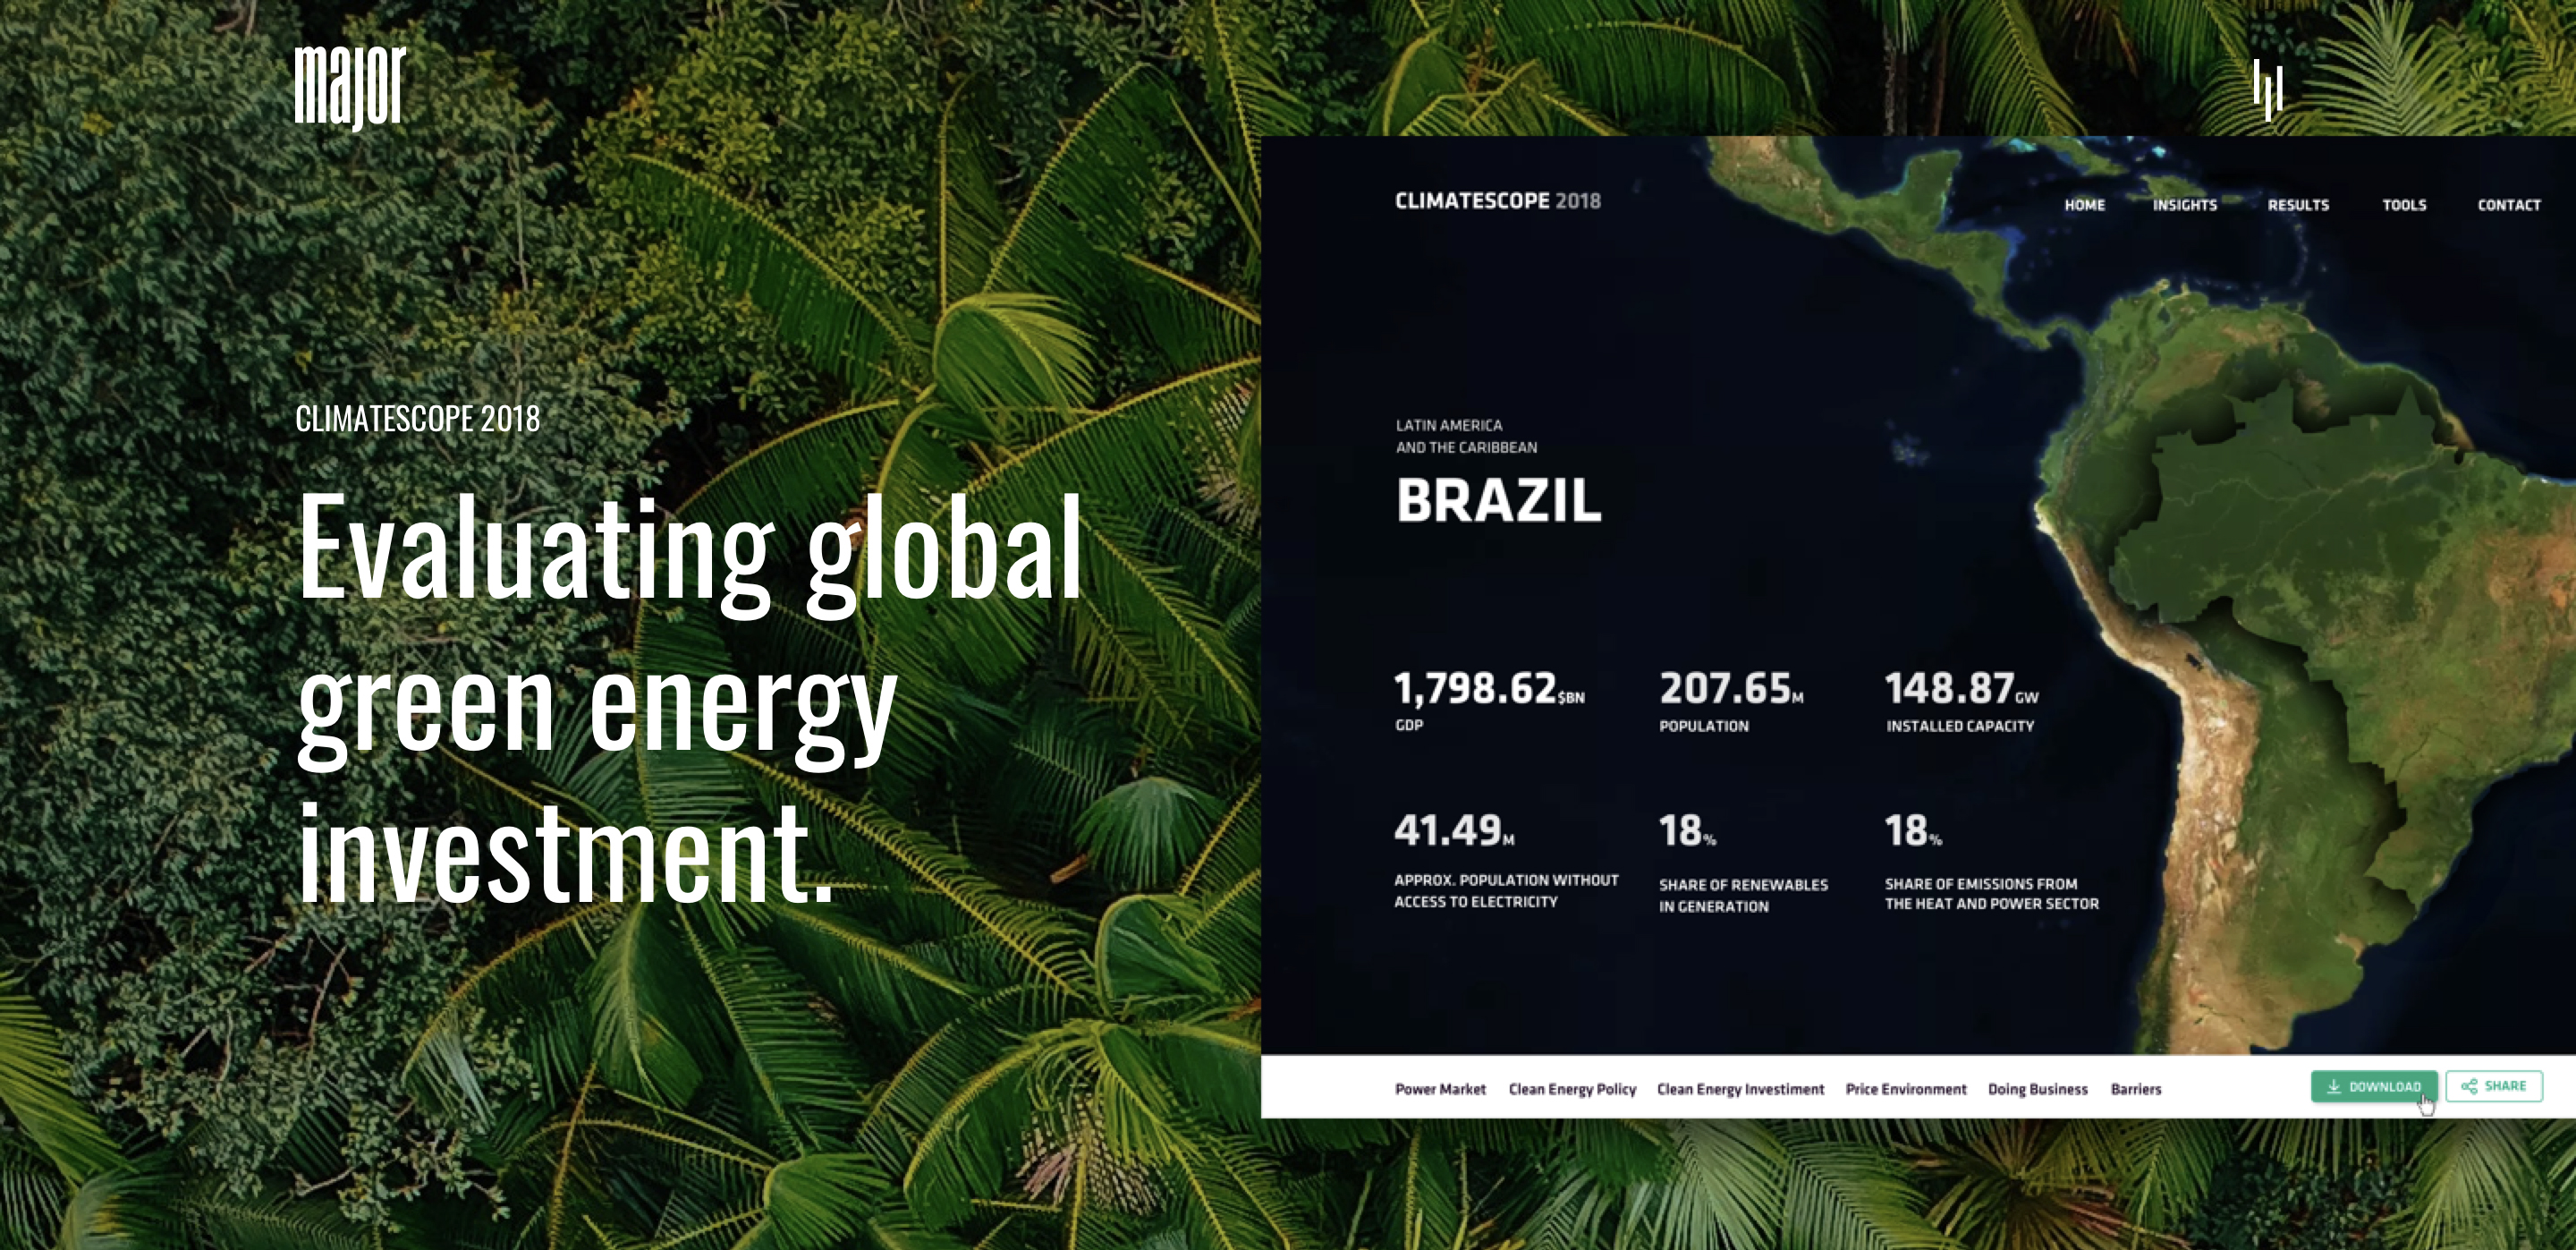 major
CLIMATESCOPE 2018
Evaluating global
green energy
investment.
CLIMATESCOPE 2018
HOME INSIGHTS RESULTS TOOLS CONTACT
LATIN AMERICA
AND THE CARIBBEAN
BRAZIL
1,798.62$BN
GDP
207.65M
POPULATION
148.87GW
INSTALLED CAPACITY
41.49M
APPROX. POPULATION WITHOUT
ACCESS TO ELECTRICITY
18%
SHARE OF RENEWABLES
IN GENERATION
18%
SHARE OF EMISSIONS FROM
THE HEAT AND POWER SECTOR
Power Market Clean Energy Policy Clean Energy Investiment Price Environment Doing Business Barriers
DOWNLOAD SHARE